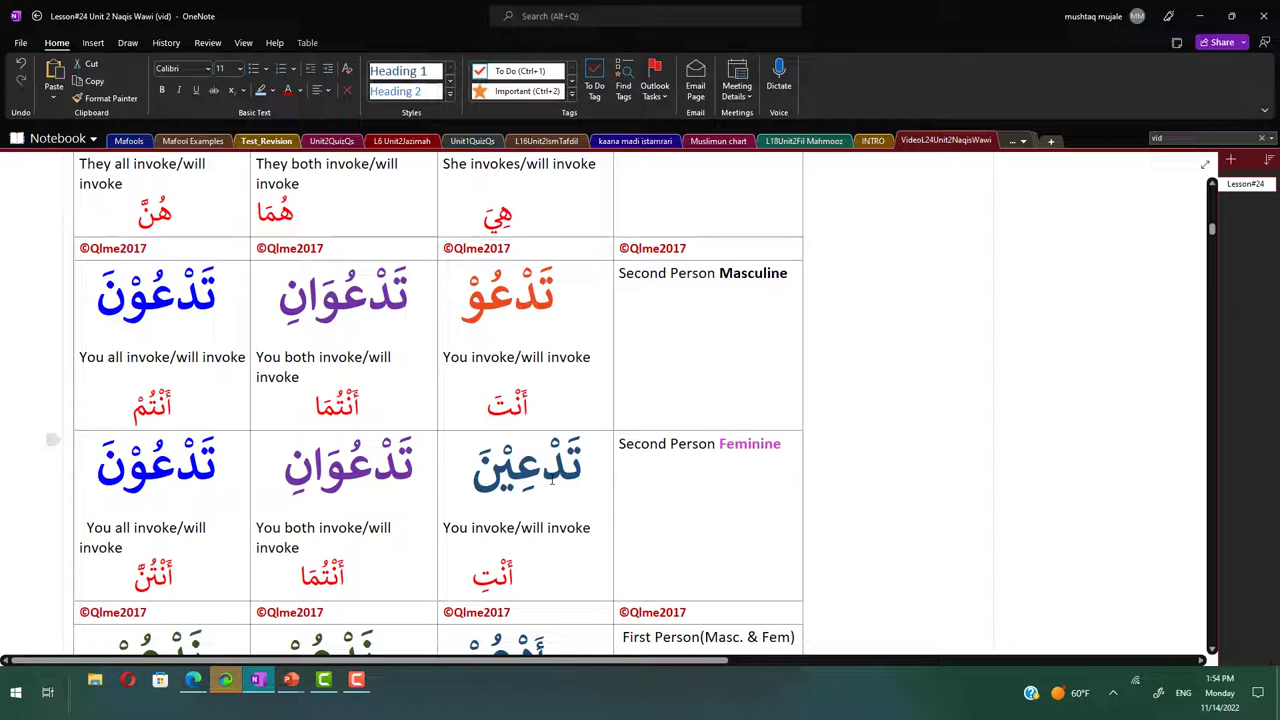 Lesson#24 Unit 2 Naqis Wawi (vid) - OneNote
Search (Alt+Q)
mushtaq mujale
MM
File Home Insert Draw History Review View Help Table
Share
Undo
Paste
Cut
Copy
Format Painter
Clipboard
Calibri 11
B I U ab
Basic Text
Heading 1
Heading 2
Styles
To Do (Ctrl+1)
Important (Ctrl+2)
To Do Tag
Find Tags
Outlook Tasks
Tags
Email Page
Email
Meeting Details
Meetings
Dictate
Voice
Notebook
Mafools
Mafool Examples
Test_Revision
Unit2QuizQs
L6 Unit2Jazimah
Unit1QuizQs
L16Unit2IsmTafdil
kaana madi istamrari
Muslimun chart
L18Unit2Fil Mahmooz
INTRO
VideoL24Unit2NaqisWawi
...
vid
Lesson#24
They all invoke/will invoke
هُنَّ
They both invoke/will invoke
هُمَا
She invokes/will invoke
هِيَ
©Qlme2017 ©Qlme2017 ©Qlme2017 ©Qlme2017
تَدْعُوْنَ
You all invoke/will invoke
أَنْتُمْ
تَدْعُوَانِ
You both invoke/will invoke
أَنْتُمَا
تَدْعُوْ
You invoke/will invoke
أَنْتَ
Second Person Masculine
تَدْعُوْنَ
You all invoke/will invoke
أَنْتُنَّ
تَدْعُوَانِ
You both invoke/will invoke
أَنْتُمَا
تَدْعِيْنَ
You invoke/will invoke
أَنْتِ
Second Person Feminine
©Qlme2017 ©Qlme2017 ©Qlme2017 ©Qlme2017
First Person(Masc. & Fem)
60°F
ENG
1:54 PM
Monday
11/14/2022